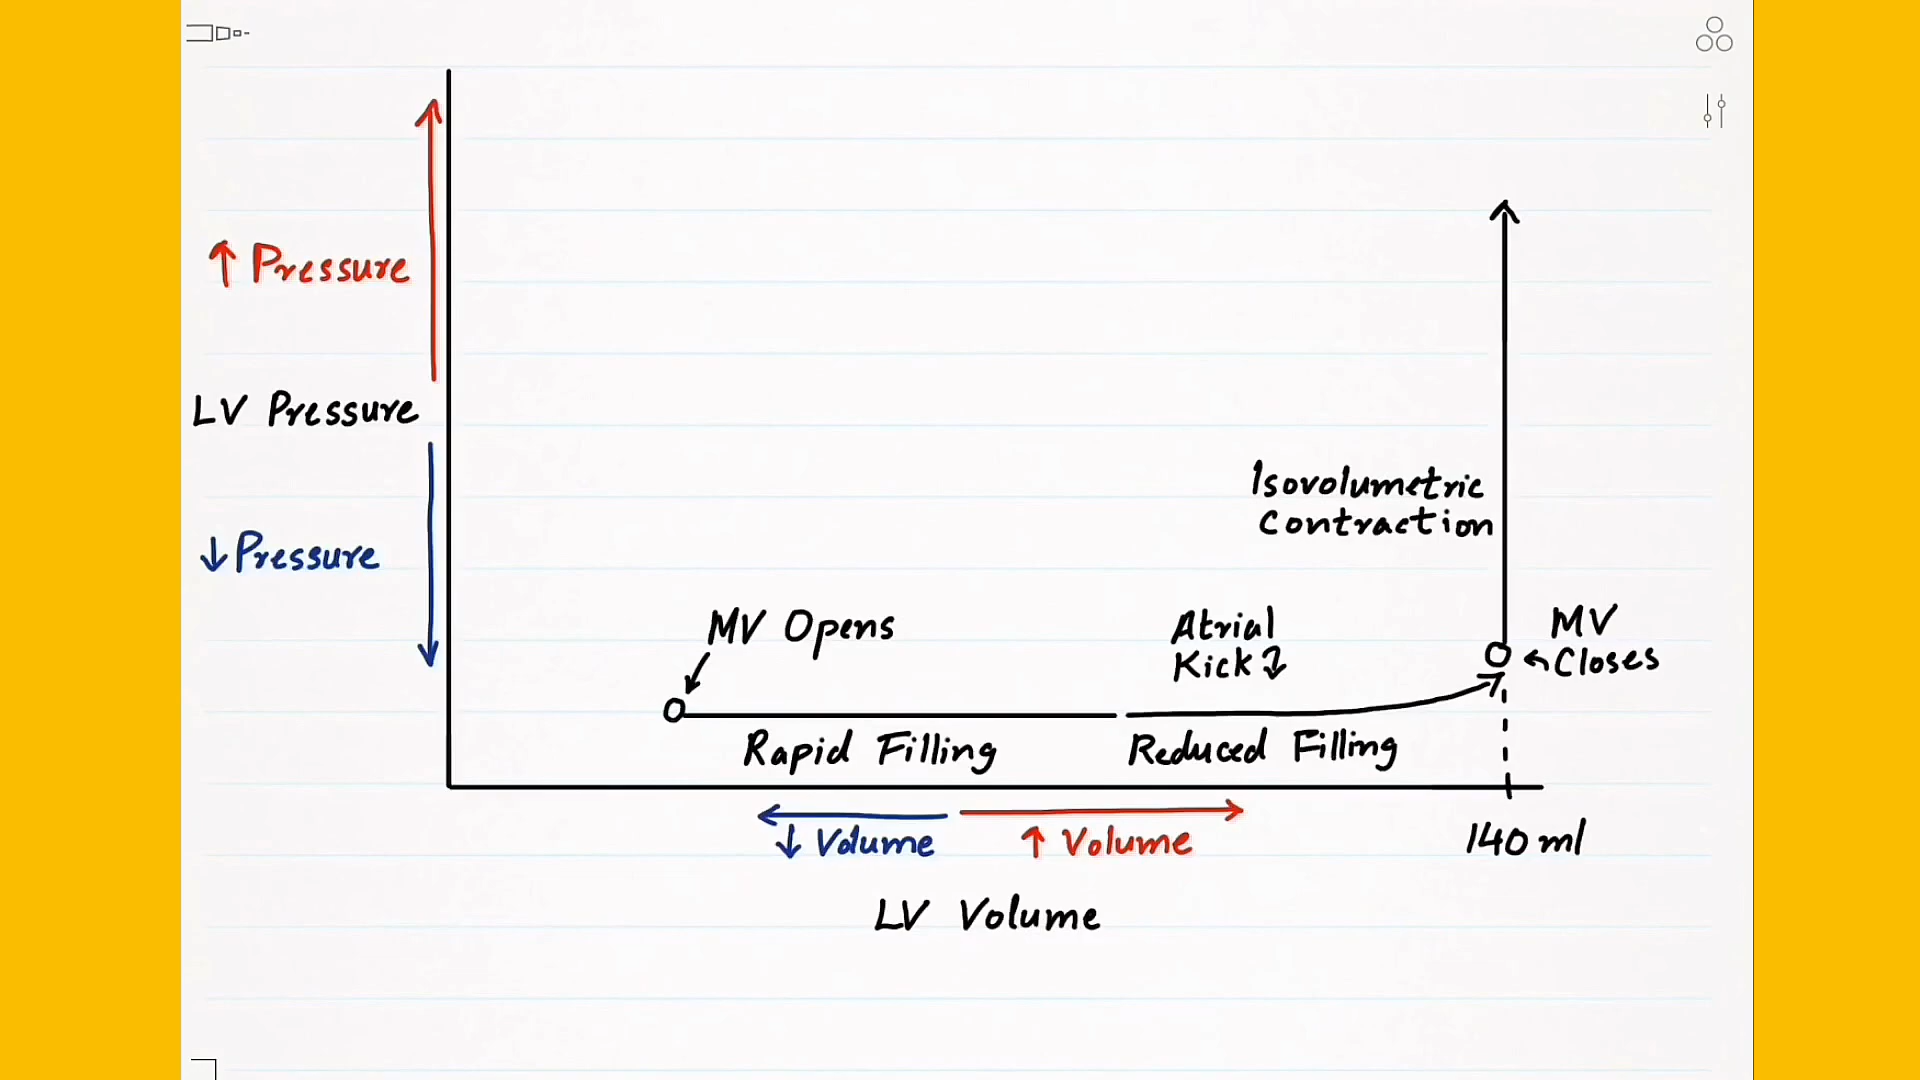 ↑ Pressure
LV Pressure
↓ Pressure
Isovolumetric
Contraction
MV Opens
Atrial
Kick
MV
Closes
Rapid Filling
Reduced Filling
↓ Volume
↑ Volume
140 ml
LV Volume